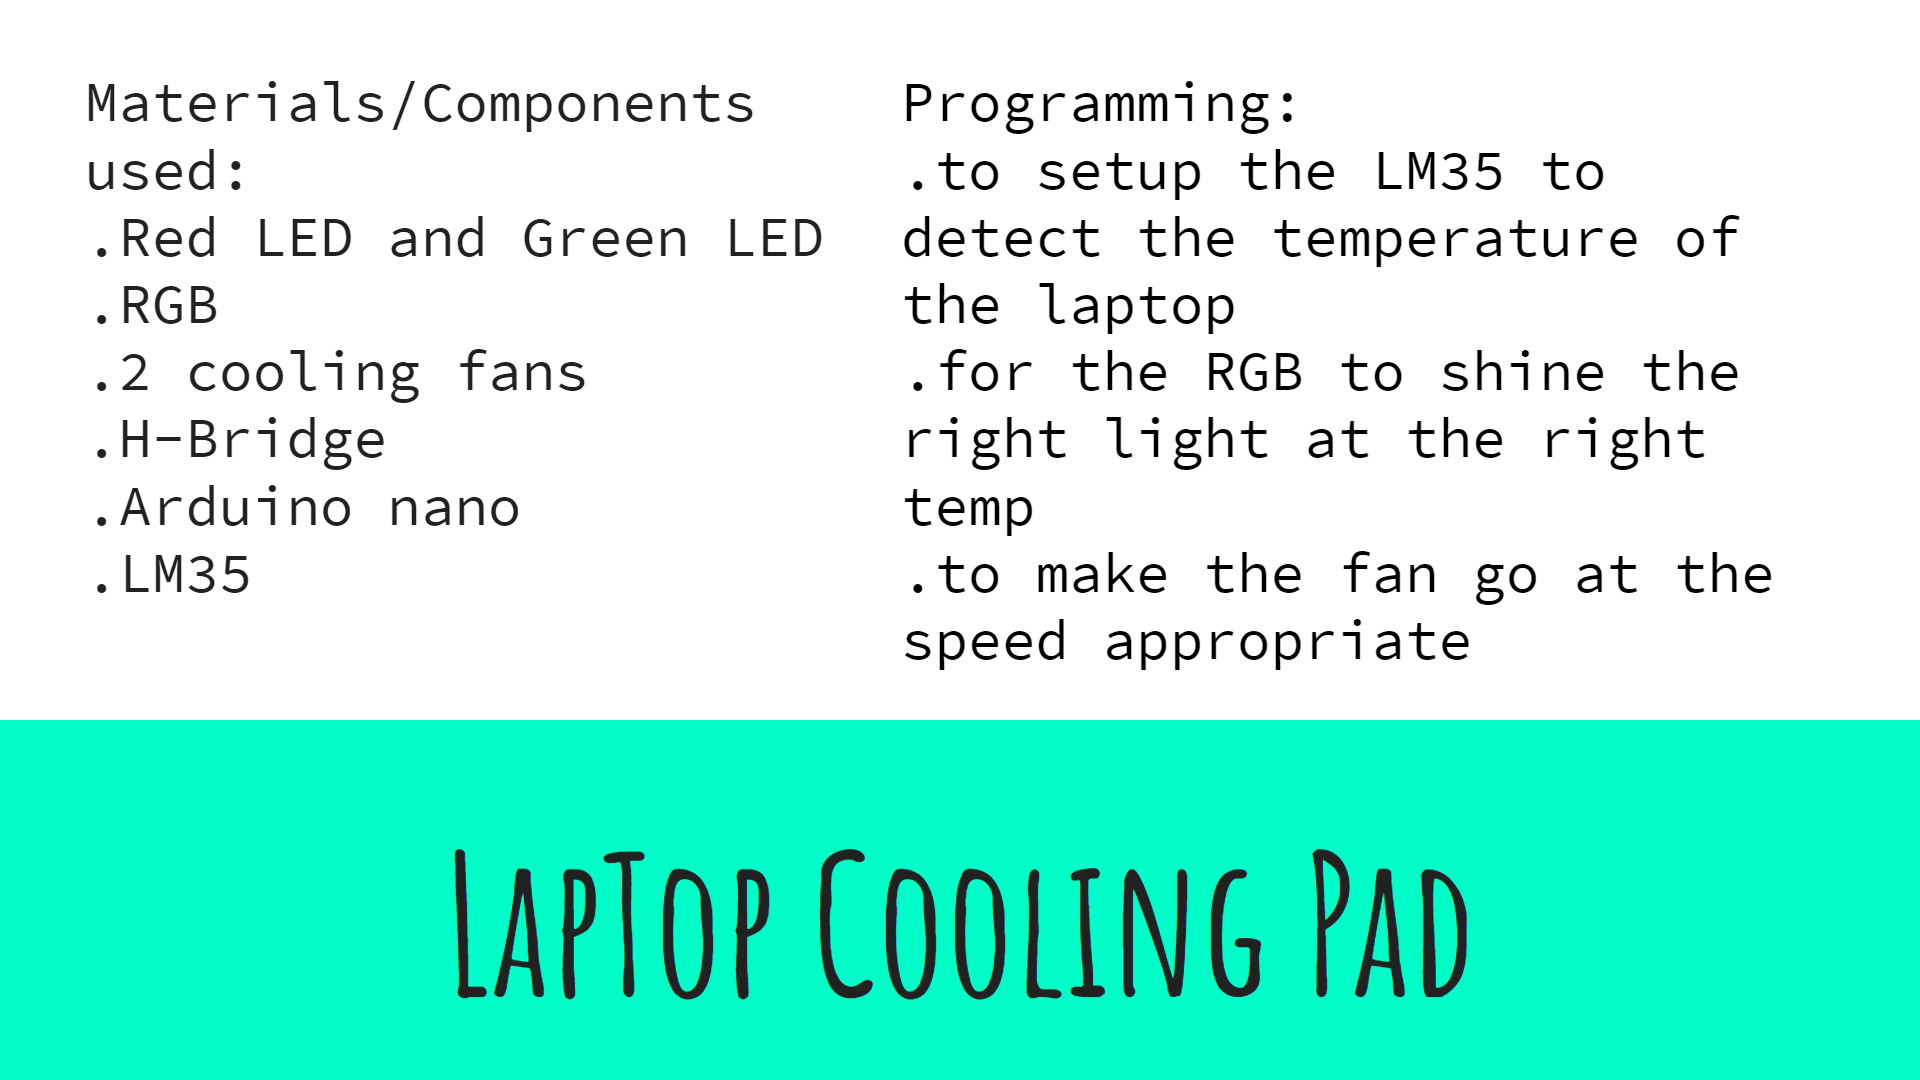 Materials/Components
used:
.Red LED and Green LED
.RGB
.2 cooling fans
.H-Bridge
.Arduino nano
.LM35
Programming:
.to setup the LM35 to
detect the temperature of
the laptop
.for the RGB to shine the
right light at the right
temp
.to make the fan go at the
speed appropriate
LapTop Cooling Pad